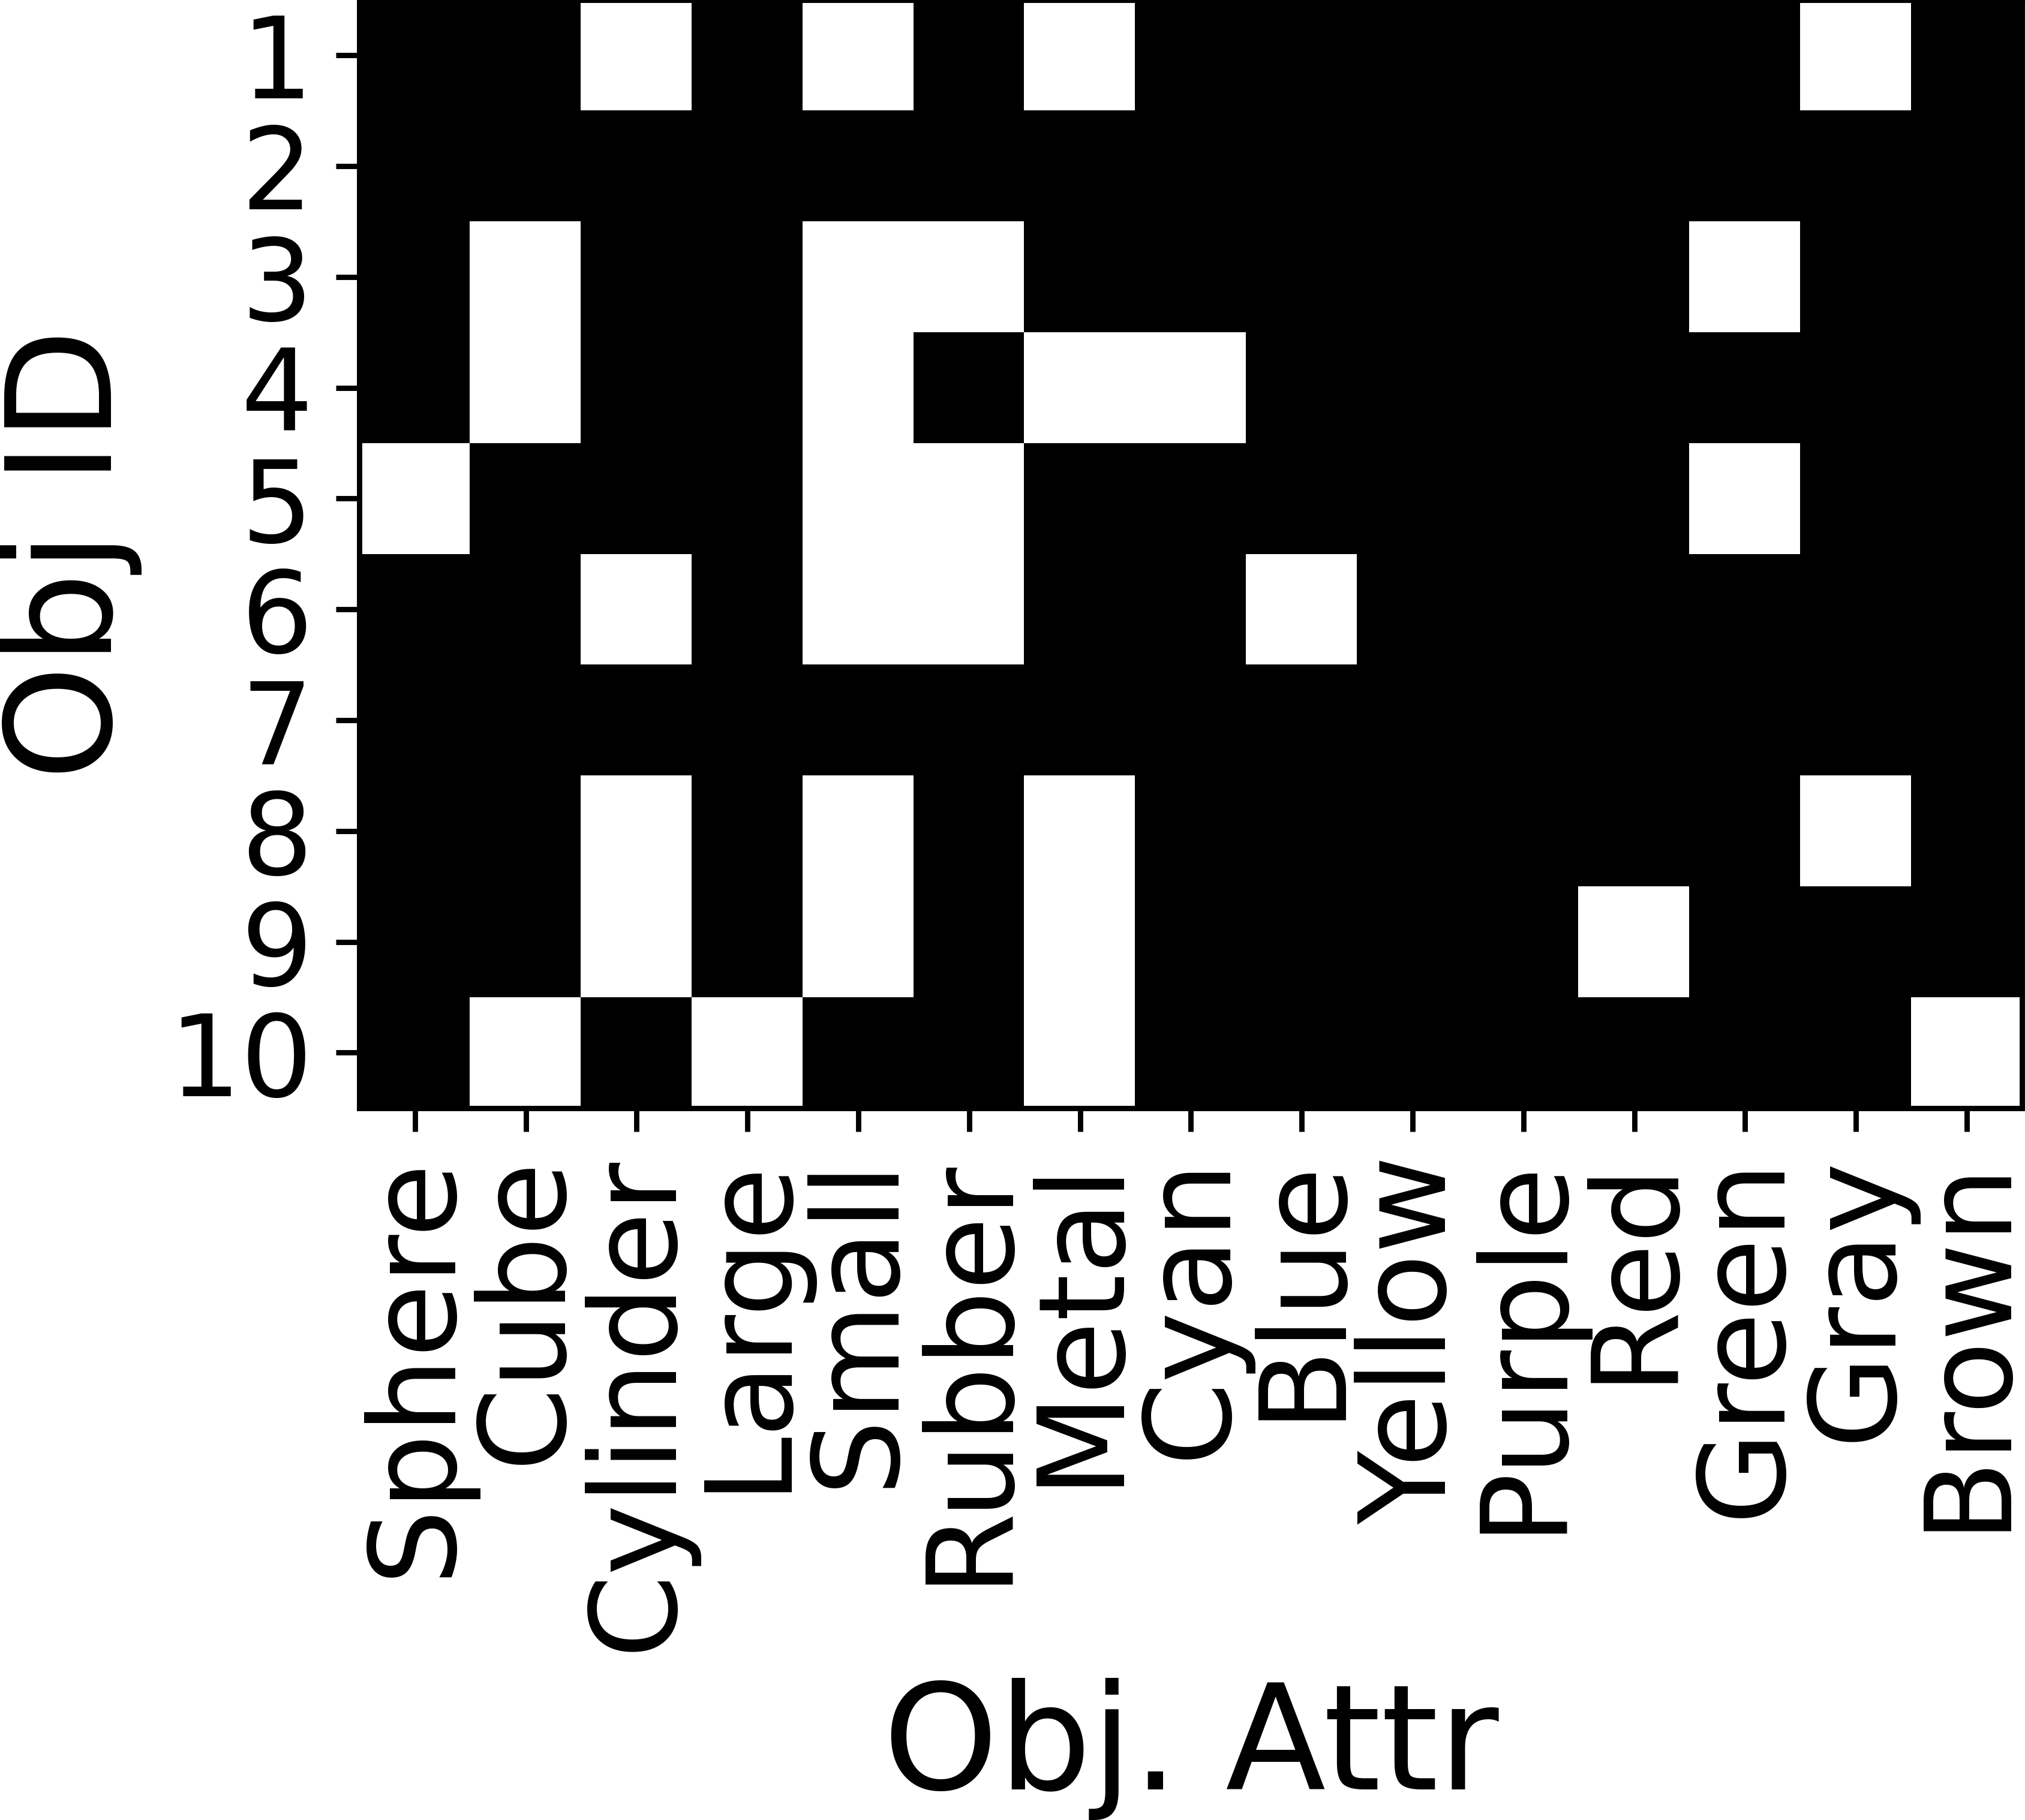 Obj ID
1
2
3
4
5
6
7
8
9
10
Sphere
Cube
Cylinder
Large
Small
Rubber
Metal
Cyan
Blue
Yellow
Purple
Red
Green
Gray
Brown
Obj. Attr